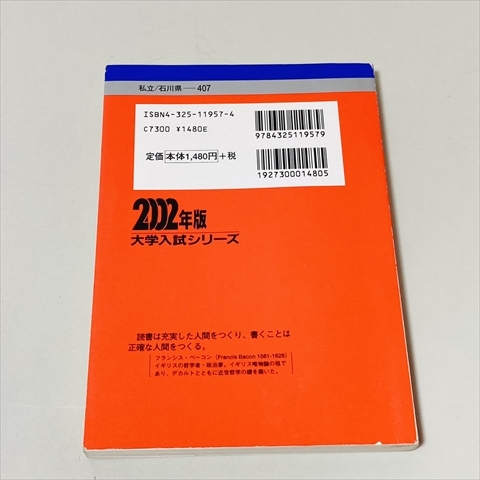 私立/石川県──407
ISBN4-325-11957-4
C7300 ¥1480E
定価 本体1,480円+税
9784325119579
1927300014805
2002年版
大学入試シリーズ
読書は充実した人間をつくり、書くことは
正確な人間をつくる。
フランシス・ベーコン（Francis Bacon 1561-1626）
イギリスの哲学者・政治家。イギリス唯物論の祖で
あり、デカルトとともに近世哲学の礎を築いた。